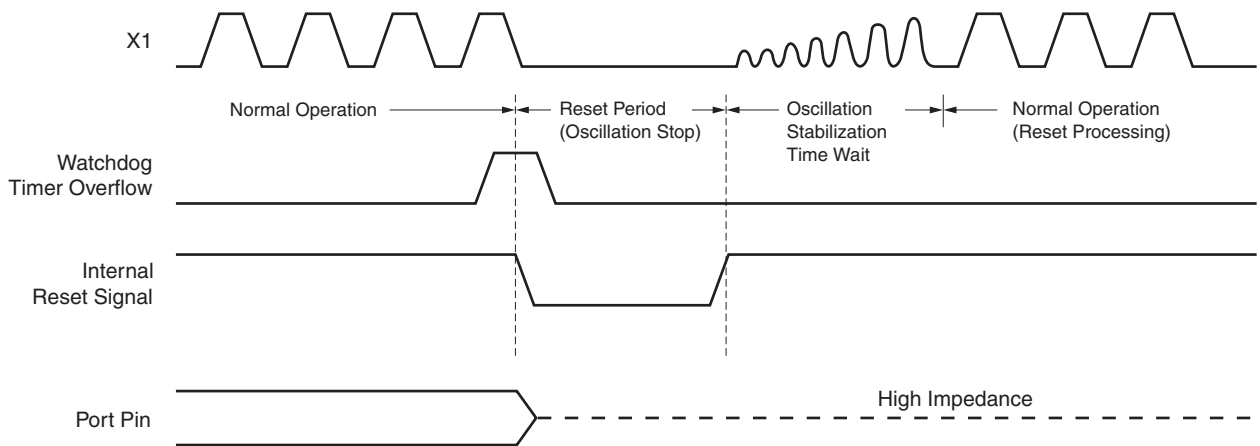 X1
Normal Operation
Reset Period
(Oscillation Stop)
Oscillation
Stabilization
Time Wait
Normal Operation
(Reset Processing)
Watchdog
Timer Overflow
Internal
Reset Signal
High Impedance
Port Pin